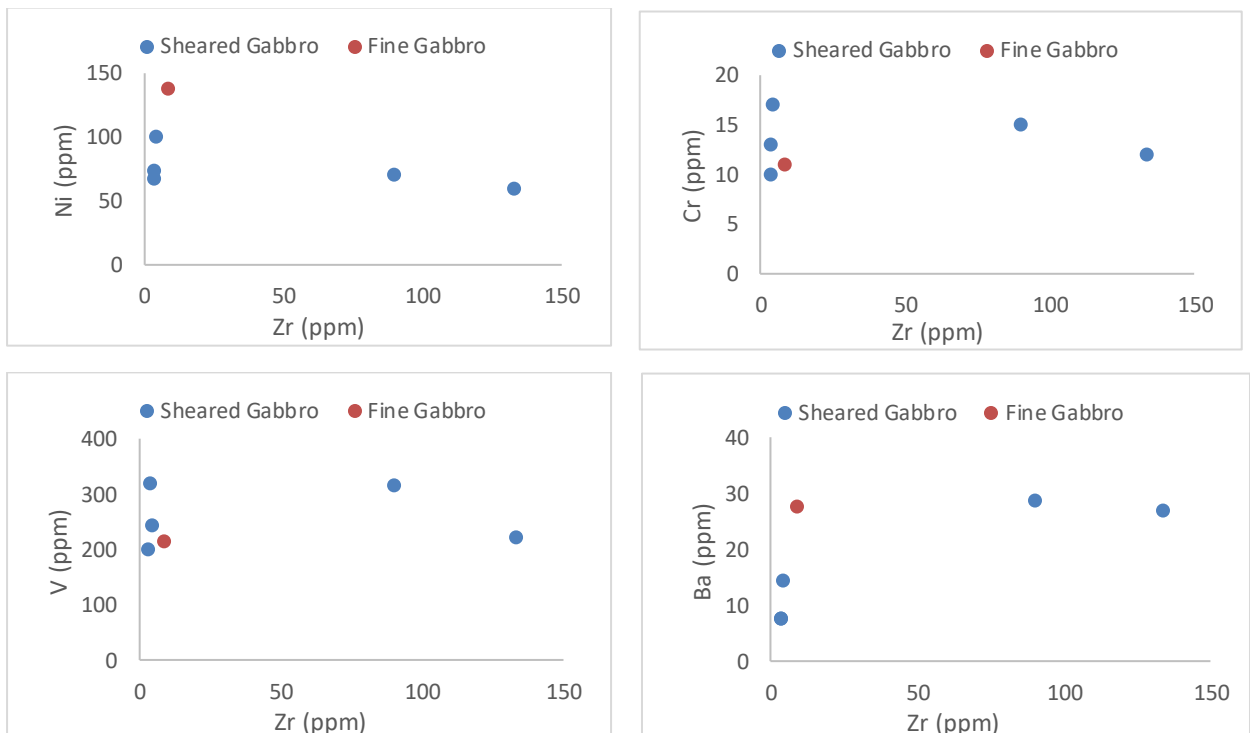 Sheared Gabbro Fine Gabbro
150
100
50
0
Ni (ppm)
0 50 100 150
Zr (ppm)
Sheared Gabbro Fine Gabbro
20
15
10
5
0
Cr (ppm)
0 50 100 150
Zr (ppm)
Sheared Gabbro Fine Gabbro
400
300
200
100
0
V (ppm)
0 50 100 150
Zr (ppm)
Sheared Gabbro Fine Gabbro
40
30
20
10
0
Ba (ppm)
0 50 100 150
Zr (ppm)